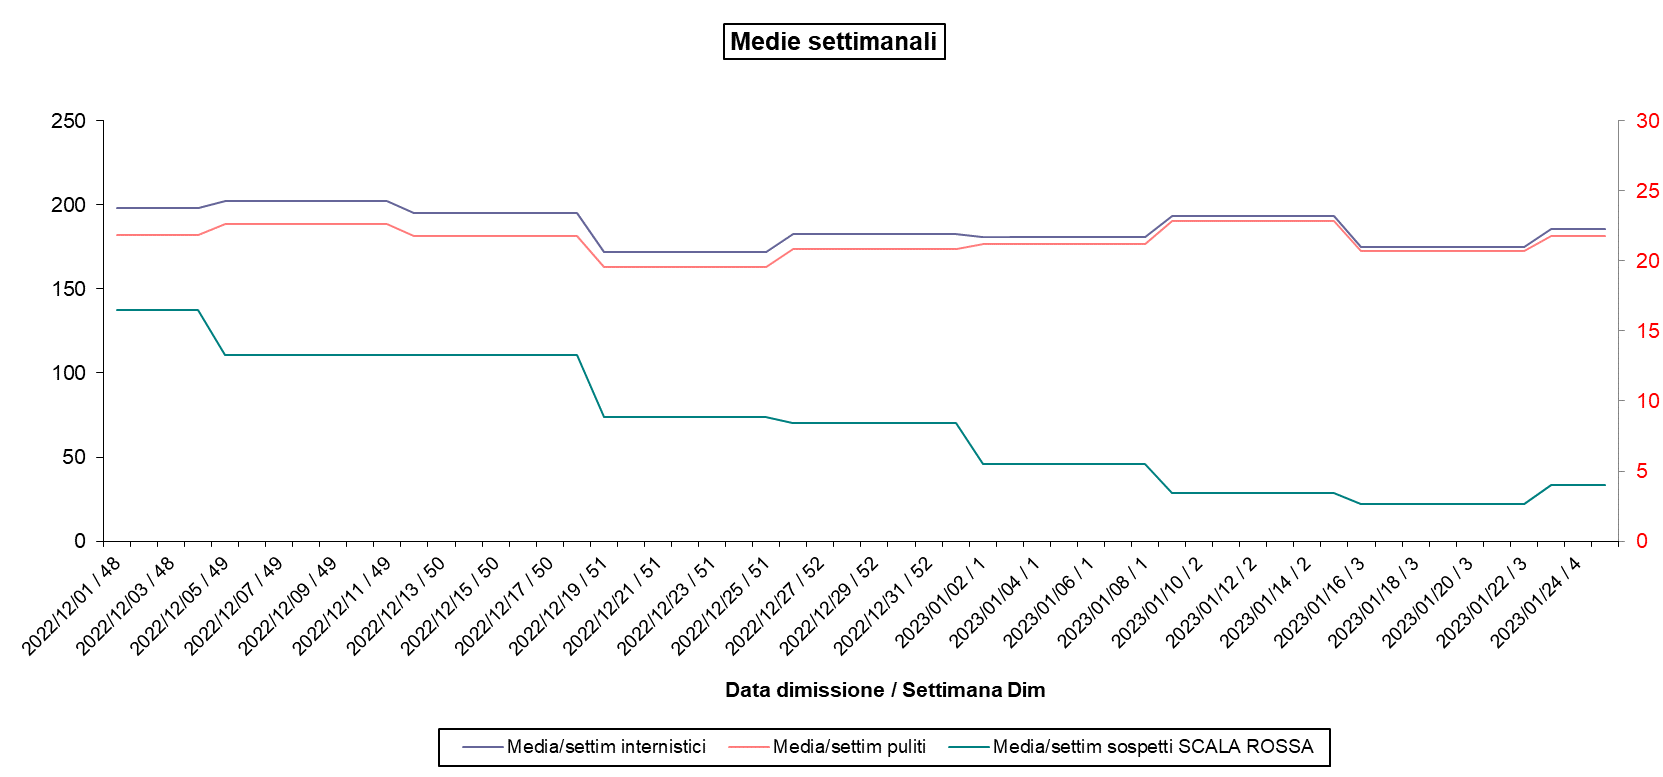 Medie settimanali
250
200
150
100
50
0
30
25
20
15
10
5
0
2022/12/01 / 48
2022/12/03 / 48
2022/12/05 / 49
2022/12/07 / 49
2022/12/09 / 49
2022/12/11 / 49
2022/12/13 / 50
2022/12/15 / 50
2022/12/17 / 50
2022/12/19 / 51
2022/12/21 / 51
2022/12/23 / 51
2022/12/25 / 51
2022/12/27 / 52
2022/12/29 / 52
2022/12/31 / 52
2023/01/02 / 1
2023/01/04 / 1
2023/01/06 / 1
2023/01/08 / 1
2023/01/10 / 2
2023/01/12 / 2
2023/01/14 / 2
2023/01/16 / 3
2023/01/18 / 3
2023/01/20 / 3
2023/01/22 / 3
2023/01/24 / 4
Data dimissione / Settimana Dim
Media/settim internistici
Media/settim puliti
Media/settim sospetti SCALA ROSSA